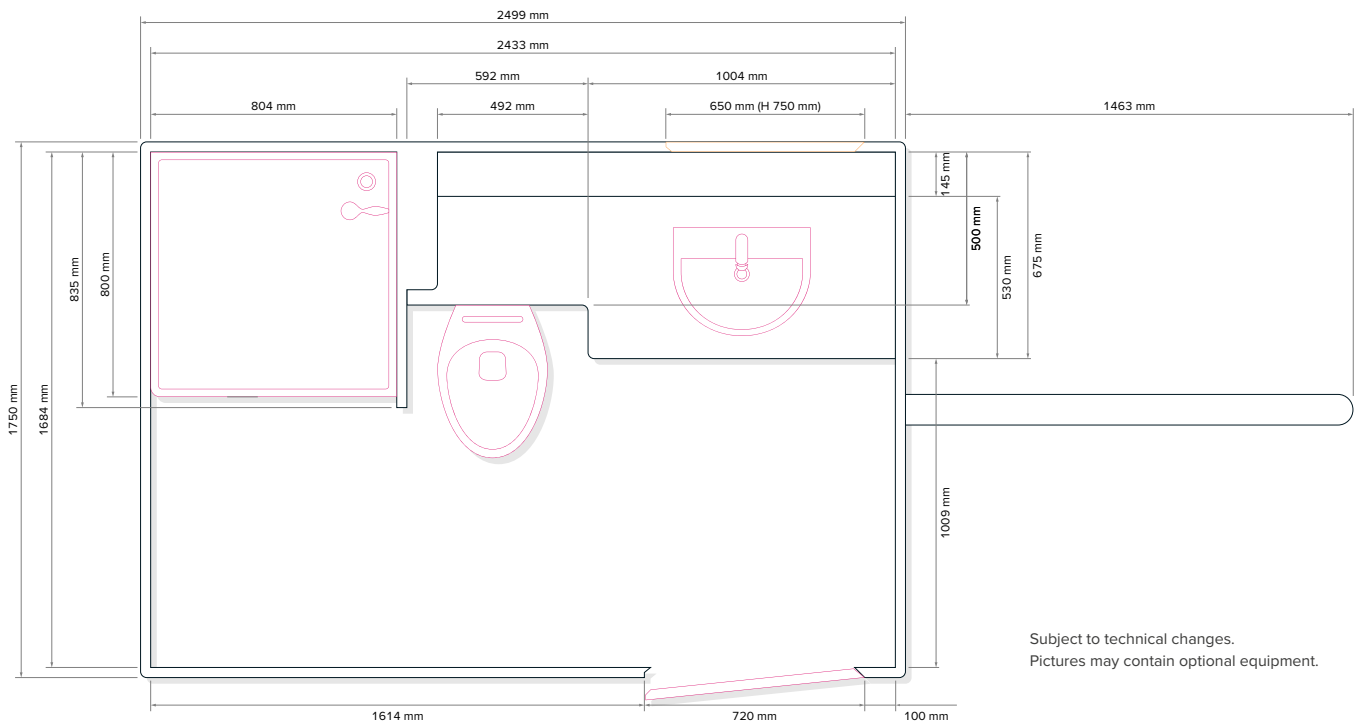 2499 mm
2433 mm
592 mm
1004 mm
804 mm
492 mm
650 mm (H 750 mm)
1463 mm
145 mm
500 mm
675 mm
530 mm
835 mm
800 mm
1750 mm
1684 mm
1009 mm
Subject to technical changes.
Pictures may contain optional equipment.
1614 mm
720 mm
100 mm